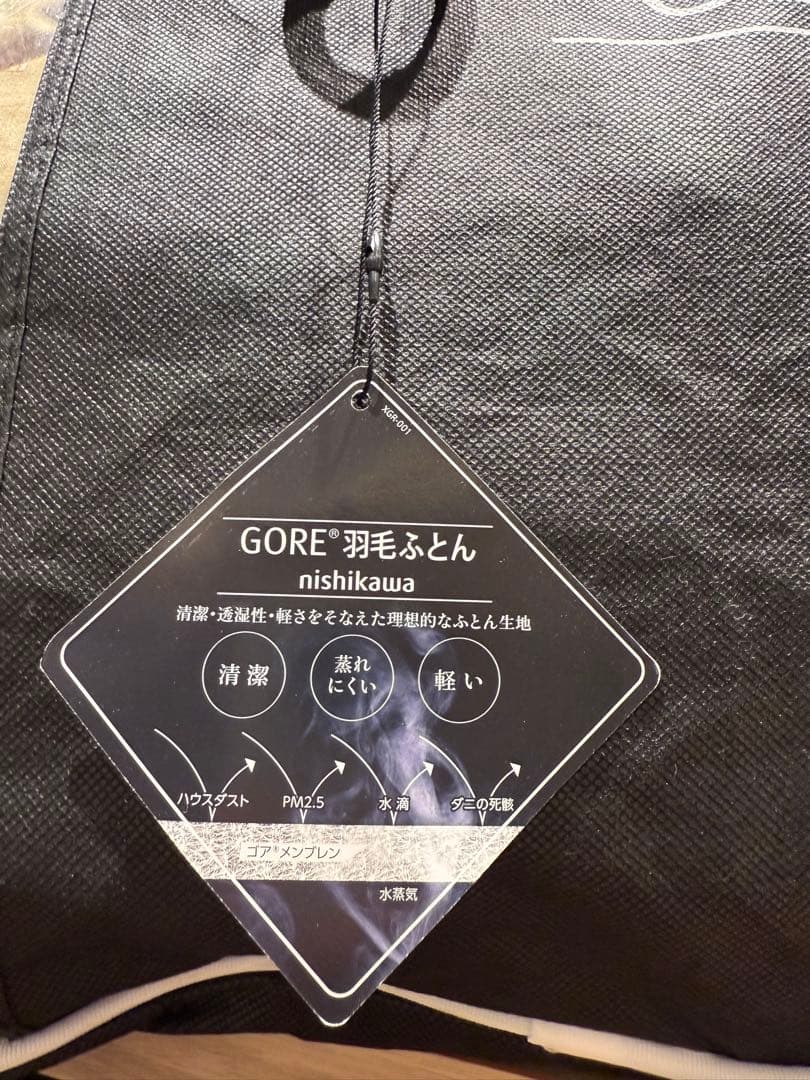 XGR-001
GORE® 羽毛ふとん
nishikawa
清潔・透湿性・軽さをそなえた理想的なふとん生地
清潔
蒸れ
にくい
軽い
ハウスダスト
PM2.5
水滴
ダニの死骸
ゴア®メンブレン
水蒸気